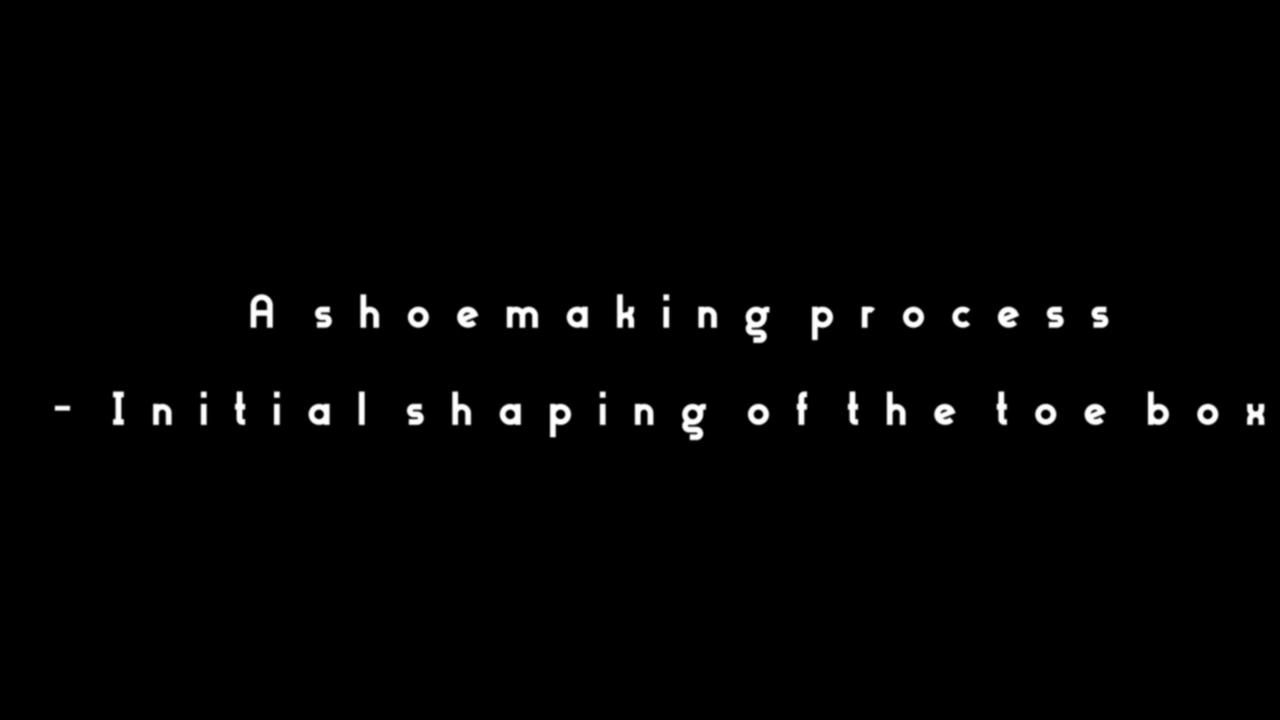 A shoemaking process
- Initial shaping of the toe box